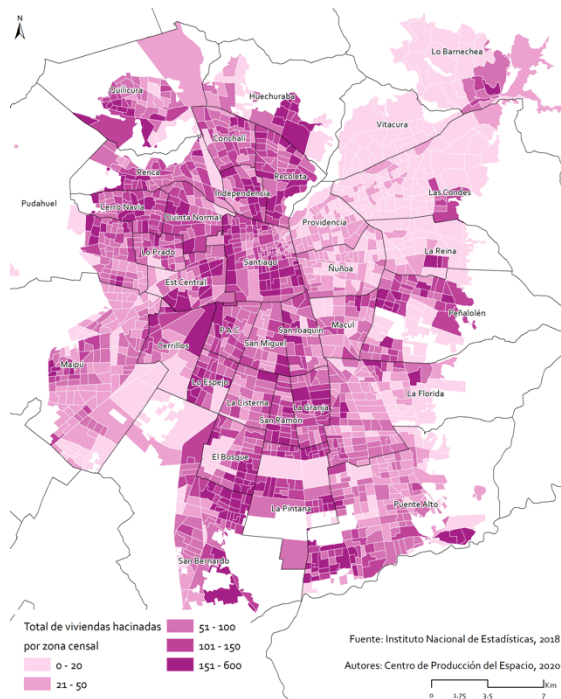 N
Lo Barnechea
Quilicura
Huechuraba
Vitacura
Conchalí
Renca
Recoleta
Las Condes
Independencia
Pudahuel
Cerro Navia
Quinta Normal
Providencia
Lo Prado
La Reina
Santiago
Ñuñoa
Est Central
Peñalolén
P.A.C
San Joaquín
Macul
Cerrillos
San Miguel
Maipú
Lo Espejo
La Florida
La Cisterna
La Granja
San Ramón
El Bosque
La Pintana
Puente Alto
San Bernardo
Total de viviendas hacinadas
por zona censal
0 - 20
21 - 50
51 - 100
101 - 150
151 - 600
Fuente: Instituto Nacional de Estadísticas, 2018
Autores: Centro de Producción del Espacio, 2020
Km
0 1.75 3.5 7